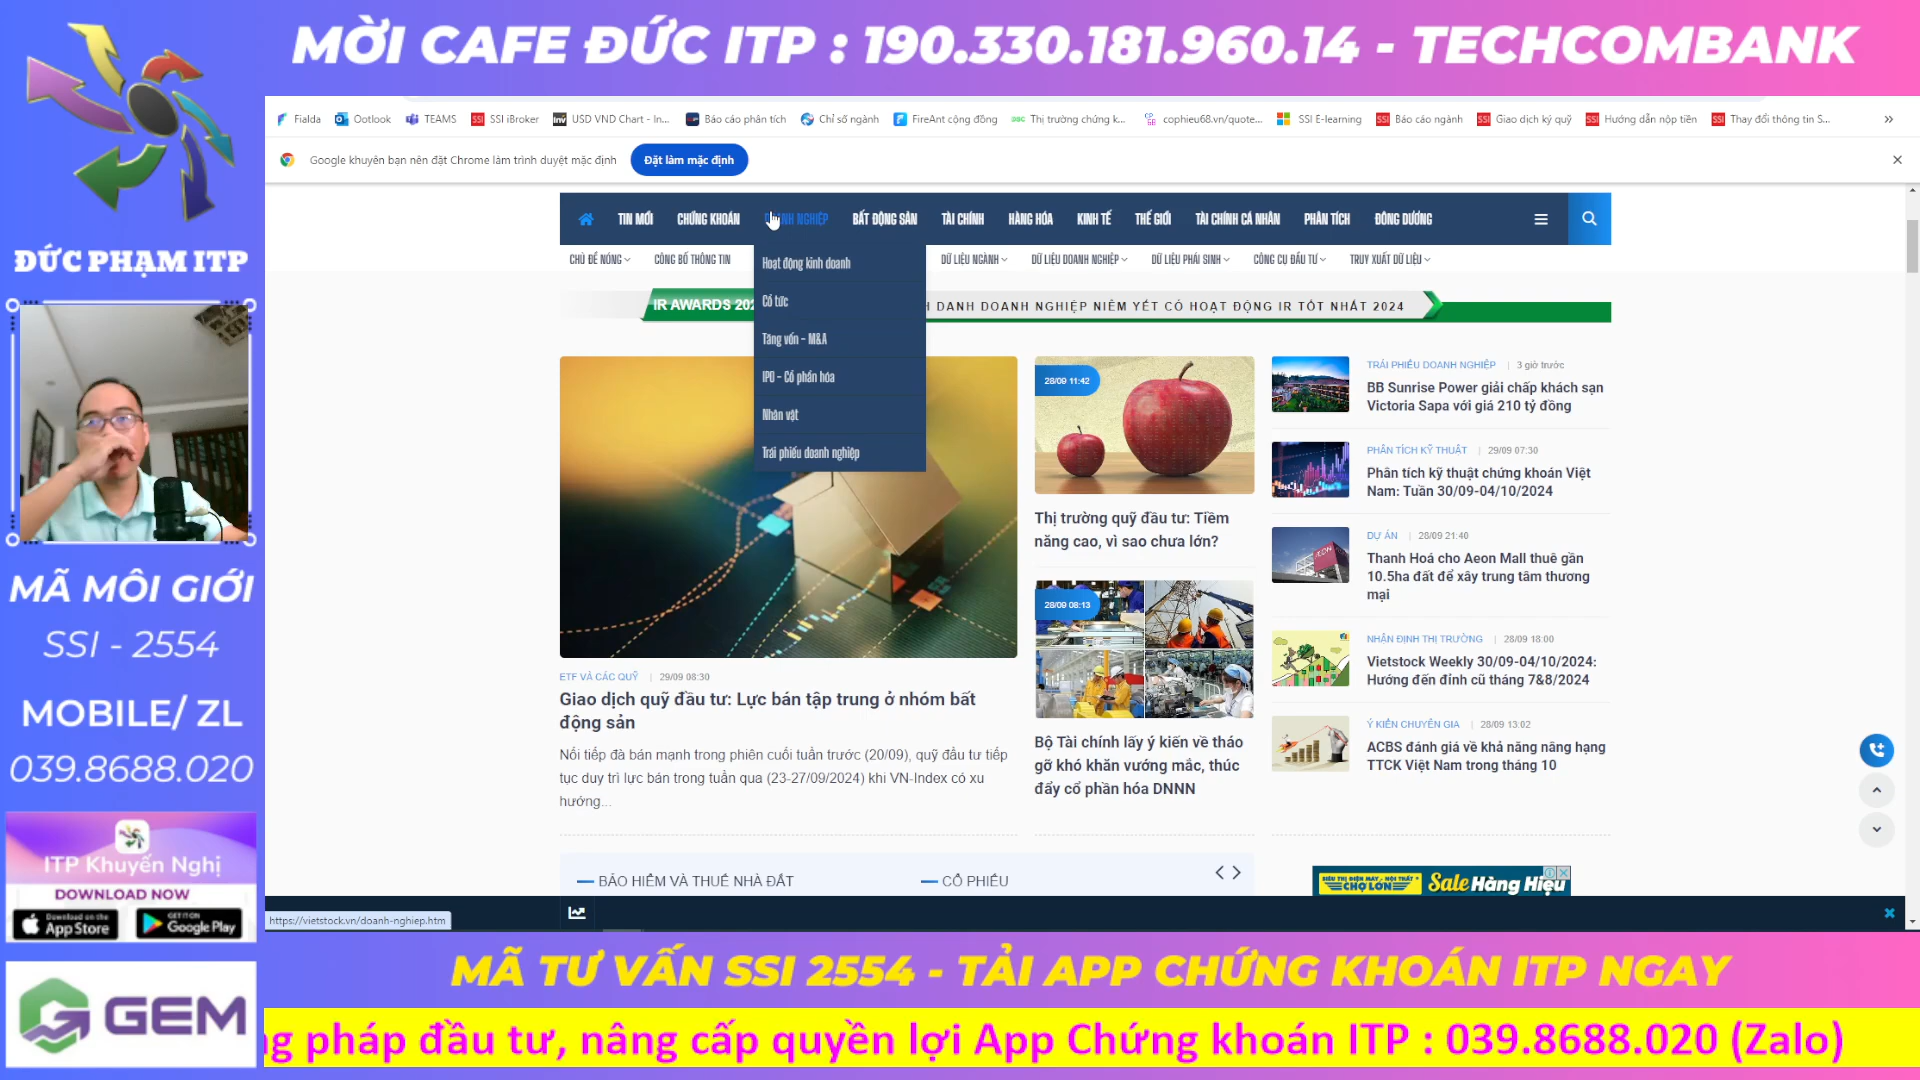 MỜI CAFE ĐỨC ITP : 190.330.181.960.14 - TECHCOMBANK
ĐỨC PHẠM ITP
MÃ MÔI GIỚI
SSI - 2554
MOBILE/ ZL
039.8688.020
ITP Khuyến Nghị
DOWNLOAD NOW
Download on the App Store
GET IT ON Google Play
GEM
Fialda
Ootlook
TEAMS
SSI iBroker
USD VND Chart - In...
Báo cáo phân tích
Chỉ số ngành
FireAnt cộng đồng
Thị trường chứng k...
cophieu68.vn/quote...
SSI E-learning
Báo cáo ngành
Giao dịch ký quỹ
Hướng dẫn nộp tiền
Thay đổi thông tin S...
Google khuyên bạn nên đặt Chrome làm trình duyệt mặc định
Đặt làm mặc định
TIN MỚI
CHỨNG KHOÁN
NGHIỆP
BẤT ĐỘNG SẢN
TÀI CHÍNH
HÀNG HÓA
KINH TẾ
THẾ GIỚI
TÀI CHÍNH CÁ NHÂN
PHÂN TÍCH
ĐÔNG DƯƠNG
CHỦ ĐỀ NÓNG
CÔNG BỐ THÔNG TIN
DỮ LIỆU NGÀNH
DỮ LIỆU DOANH NGHIỆP
DỮ LIỆU PHÁI SINH
CÔNG CỤ ĐẦU TƯ
TRUY XUẤT DỮ LIỆU
Hoạt động kinh doanh
Cổ tức
Tăng vốn - M&A
IPO - Cổ phần hóa
Nhân vật
Trái phiếu doanh nghiệp
IR AWARDS 202
H DANH DOANH NGHIỆP NIÊM YẾT CÓ HOẠT ĐỘNG IR TỐT NHẤT 2024
ETF VÀ CÁC QUỸ | 29/09 08:30
Giao dịch quỹ đầu tư: Lực bán tập trung ở nhóm bất
động sản
Nối tiếp đà bán mạnh trong phiên cuối tuần trước (20/09), quỹ đầu tư tiếp
tục duy trì lực bán trong tuần qua (23-27/09/2024) khi VN-Index có xu
hướng...
28/09 11:42
Thị trường quỹ đầu tư: Tiềm
năng cao, vì sao chưa lớn?
28/09 08:13
Bộ Tài chính lấy ý kiến về tháo
gỡ khó khăn vướng mắc, thúc
đẩy cổ phần hóa DNNN
TRÁI PHIẾU DOANH NGHIỆP | 3 giờ trước
BB Sunrise Power giải chấp khách sạn
Victoria Sapa với giá 210 tỷ đồng
PHÂN TÍCH KỸ THUẬT | 29/09 07:30
Phân tích kỹ thuật chứng khoán Việt
Nam: Tuần 30/09-04/10/2024
AEON
DỰ ÁN | 28/09 21:40
Thanh Hoá cho Aeon Mall thuê gần
10.5ha đất để xây trung tâm thương
mại
NHẬN ĐỊNH THỊ TRƯỜNG | 28/09 18:00
Vietstock Weekly 30/09-04/10/2024:
Hướng đến đỉnh cũ tháng 7&8/2024
Ý KIẾN CHUYÊN GIA | 28/09 13:02
ACBS đánh giá về khả năng nâng hạng
TTCK Việt Nam trong tháng 10
BẢO HIỂM VÀ THUẾ NHÀ ĐẤT
CỔ PHIẾU
SIÊU THỊ ĐIỆN MÁY - NỘI THẤT
CHỢ LỚN
Sale Hàng Hiệu
https://vietstock.vn/doanh-nghiep.htm
MÃ TƯ VẤN SSI 2554 - TẢI APP CHỨNG KHOÁN ITP NGAY
ng pháp đầu tư, nâng cấp quyền lợi App Chứng khoán ITP : 039.8688.020 (Zalo)